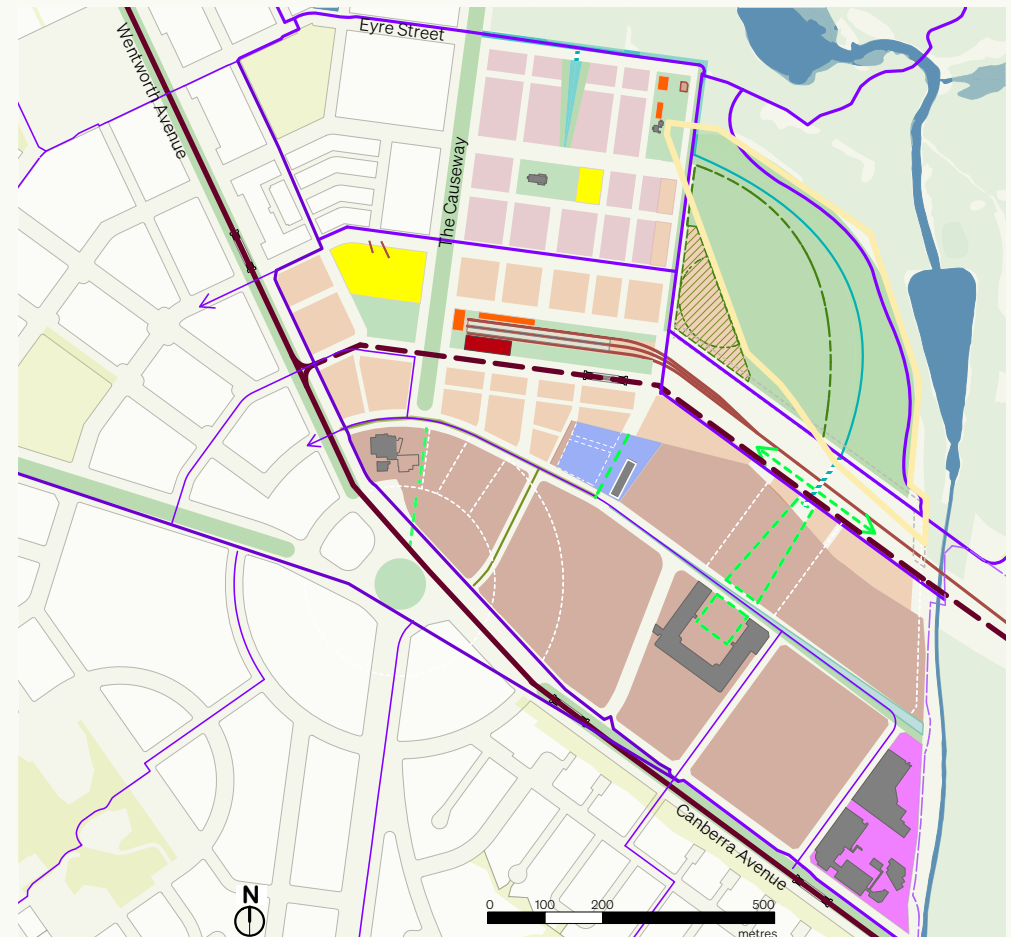 Eyre Street
Wentworth Avenue
The Causeway
Canberra Avenue
N
0 100 200 500
metres